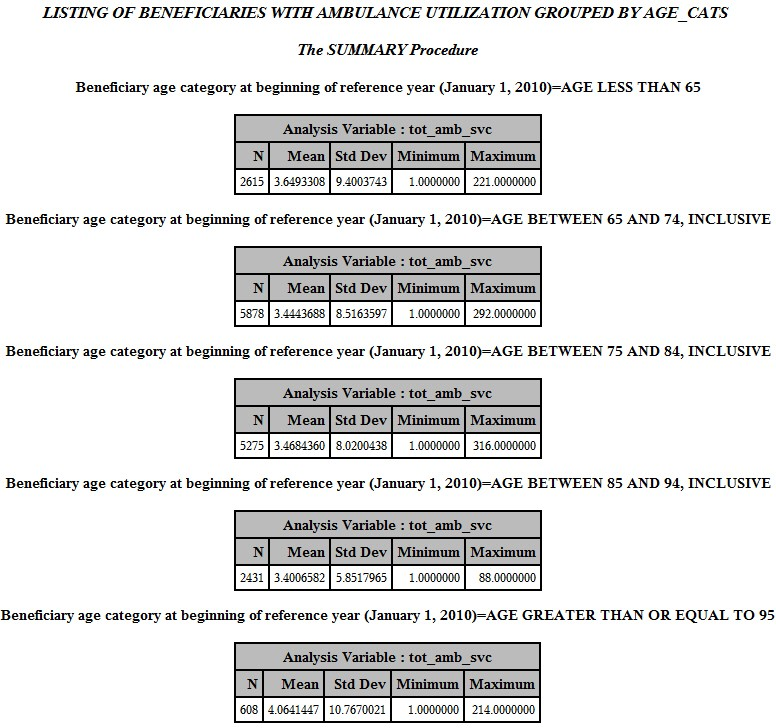 LISTING OF BENEFICIARIES WITH AMBULANCE UTILIZATION GROUPED BY AGE_CATS
The SUMMARY Procedure
Beneficiary age category at beginning of reference year (January 1, 2010)=AGE LESS THAN 65
Analysis Variable : tot_amb_svc
N Mean Std Dev Minimum Maximum
2615 3.6493308 9.4003743 1.0000000 221.0000000
Beneficiary age category at beginning of reference year (January 1, 2010)=AGE BETWEEN 65 AND 74, INCLUSIVE
Analysis Variable : tot_amb_svc
N Mean Std Dev Minimum Maximum
5878 3.4443688 8.5163597 1.0000000 292.0000000
Beneficiary age category at beginning of reference year (January 1, 2010)=AGE BETWEEN 75 AND 84, INCLUSIVE
Analysis Variable : tot_amb_svc
N Mean Std Dev Minimum Maximum
5275 3.4684360 8.0200438 1.0000000 316.0000000
Beneficiary age category at beginning of reference year (January 1, 2010)=AGE BETWEEN 85 AND 94, INCLUSIVE
Analysis Variable : tot_amb_svc
N Mean Std Dev Minimum Maximum
2431 3.4006582 5.8517965 1.0000000 88.0000000
Beneficiary age category at beginning of reference year (January 1, 2010)=AGE GREATER THAN OR EQUAL TO 95
Analysis Variable : tot_amb_svc
N Mean Std Dev Minimum Maximum
608 4.0641447 10.7670021 1.0000000 214.0000000